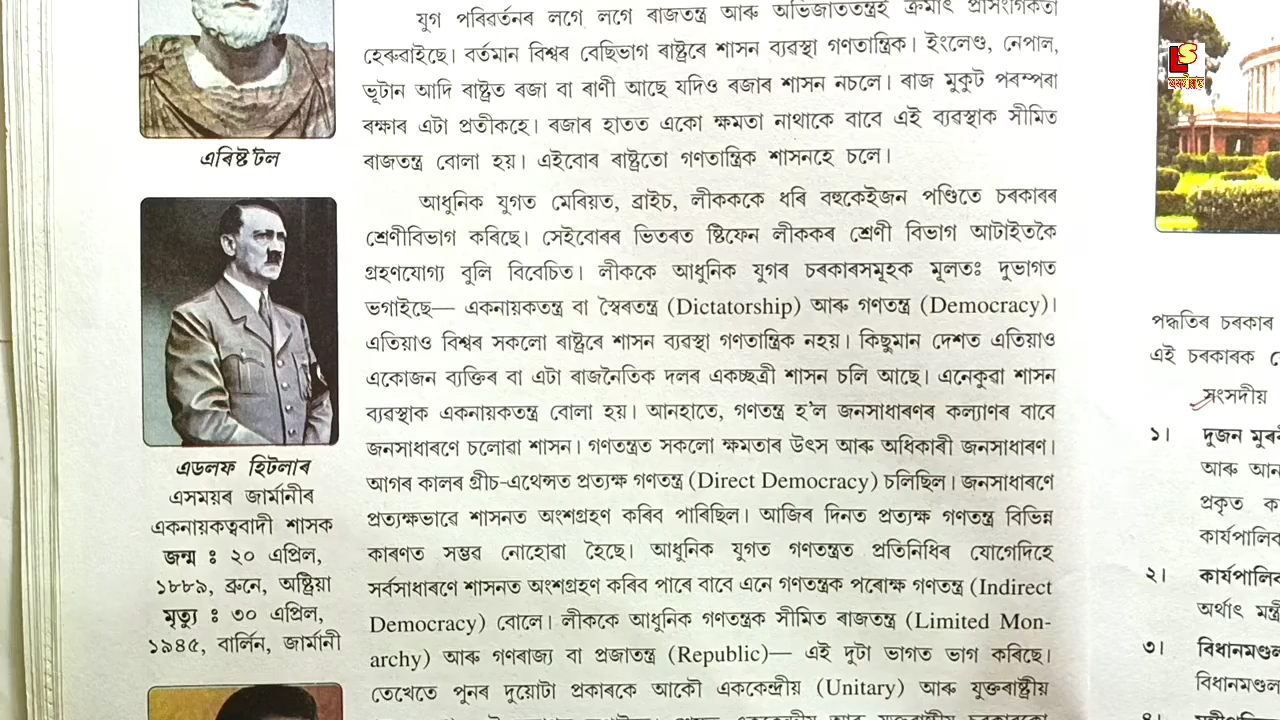 যুগ পৰিৱৰ্তনৰ লগে লগে ৰাজতন্ত্ৰ আৰু অভিজাততন্ত্ৰই ক্ৰমাৎ প্ৰাসংগিকতা
হেৰুৱাইছে। বৰ্তমান বিশ্বৰ বেছিভাগ ৰাষ্ট্ৰৰে শাসন ব্যৱস্থা গণতান্ত্ৰিক। ইংলেণ্ড, নেপাল,
ভূটান আদি ৰাষ্ট্ৰত ৰজা বা ৰাণী আছে যদিও ৰজাৰ শাসন নচলে। ৰাজ মুকুট পৰম্পৰা
ৰক্ষাৰ এটা প্ৰতীকহে। ৰজাৰ হাতত একো ক্ষমতা নাথাকে বাবে এই ব্যৱস্থাক সীমিত
ৰাজতন্ত্ৰ বোলা হয়। এইবোৰ ৰাষ্ট্ৰতো গণতান্ত্ৰিক শাসনহে চলে।
আধুনিক যুগত মেৰিয়ত, ব্ৰাইচ, লীকককে ধৰি বহুকেইজন পণ্ডিতে চৰকাৰৰ
শ্ৰেণীবিভাগ কৰিছে। সেইবোৰৰ ভিতৰত ষ্টিফেন লীককৰ শ্ৰেণী বিভাগ আটাইতকৈ
গ্ৰহণযোগ্য বুলি বিবেচিত। লীককে আধুনিক যুগৰ চৰকাৰসমূহক মূলতঃ দুভাগত
ভগাইছে— একনায়কতন্ত্ৰ বা স্বৈৰতন্ত্ৰ (Dictatorship) আৰু গণতন্ত্ৰ (Democracy)।
এতিয়াও বিশ্বৰ সকলো ৰাষ্ট্ৰৰে শাসন ব্যৱস্থা গণতান্ত্ৰিক নহয়। কিছুমান দেশত এতিয়াও
একোজন ব্যক্তিৰ বা এটা ৰাজনৈতিক দলৰ একচ্ছত্ৰী শাসন চলি আছে। এনেকুৱা শাসন
ব্যৱস্থাক একনায়কতন্ত্ৰ বোলা হয়। আনহাতে, গণতন্ত্ৰ হ'ল জনসাধাৰণৰ কল্যাণৰ বাবে
জনসাধাৰণে চলোৱা শাসন। গণতন্ত্ৰত সকলো ক্ষমতাৰ উৎস আৰু অধিকাৰী জনসাধাৰণ।
আগৰ কালৰ গ্ৰীচ-এথেন্সত প্ৰত্যক্ষ গণতন্ত্ৰ (Direct Democracy) চলিছিল। জনসাধাৰণে
প্ৰত্যক্ষভাৱে শাসনত অংশগ্ৰহণ কৰিব পাৰিছিল। আজিৰ দিনত প্ৰত্যক্ষ গণতন্ত্ৰ বিভিন্ন
কাৰণত সম্ভৱ নোহোৱা হৈছে। আধুনিক যুগত গণতন্ত্ৰত প্ৰতিনিধিৰ যোগেদিহে
সৰ্বসাধাৰণে শাসনত অংশগ্ৰহণ কৰিব পাৰে বাবে এনে গণতন্ত্ৰক পৰোক্ষ গণতন্ত্ৰ (Indirect
Democracy) বোলে। লীককে আধুনিক গণতন্ত্ৰক সীমিত ৰাজতন্ত্ৰ (Limited Mon-
archy) আৰু গণৰাজ্য বা প্ৰজাতন্ত্ৰ (Republic)— এই দুটা ভাগত ভাগ কৰিছে।
তেখেতে পুনৰ দুয়োটা প্ৰকাৰকে আকৌ এককেন্দ্ৰীয় (Unitary) আৰু যুক্তৰাষ্ট্ৰীয়
এৰিষ্ট'টল
এডলফ হিটলাৰ
এসময়ৰ জাৰ্মানীৰ
একনায়কত্ববাদী শাসক
জন্ম : ২০ এপ্ৰিল,
১৮৮৯, ব্ৰুনে, অষ্ট্ৰিয়া
মৃত্যু : ৩০ এপ্ৰিল,
১৯৪৫, বাৰ্লিন, জাৰ্মানী
LS
পদ্ধতিৰ চৰকাৰ
এই চৰকাৰক
সংসদীয়
১। দুজন
আৰু আন
প্ৰকৃত
২।
অৰ্থাৎ
৩।